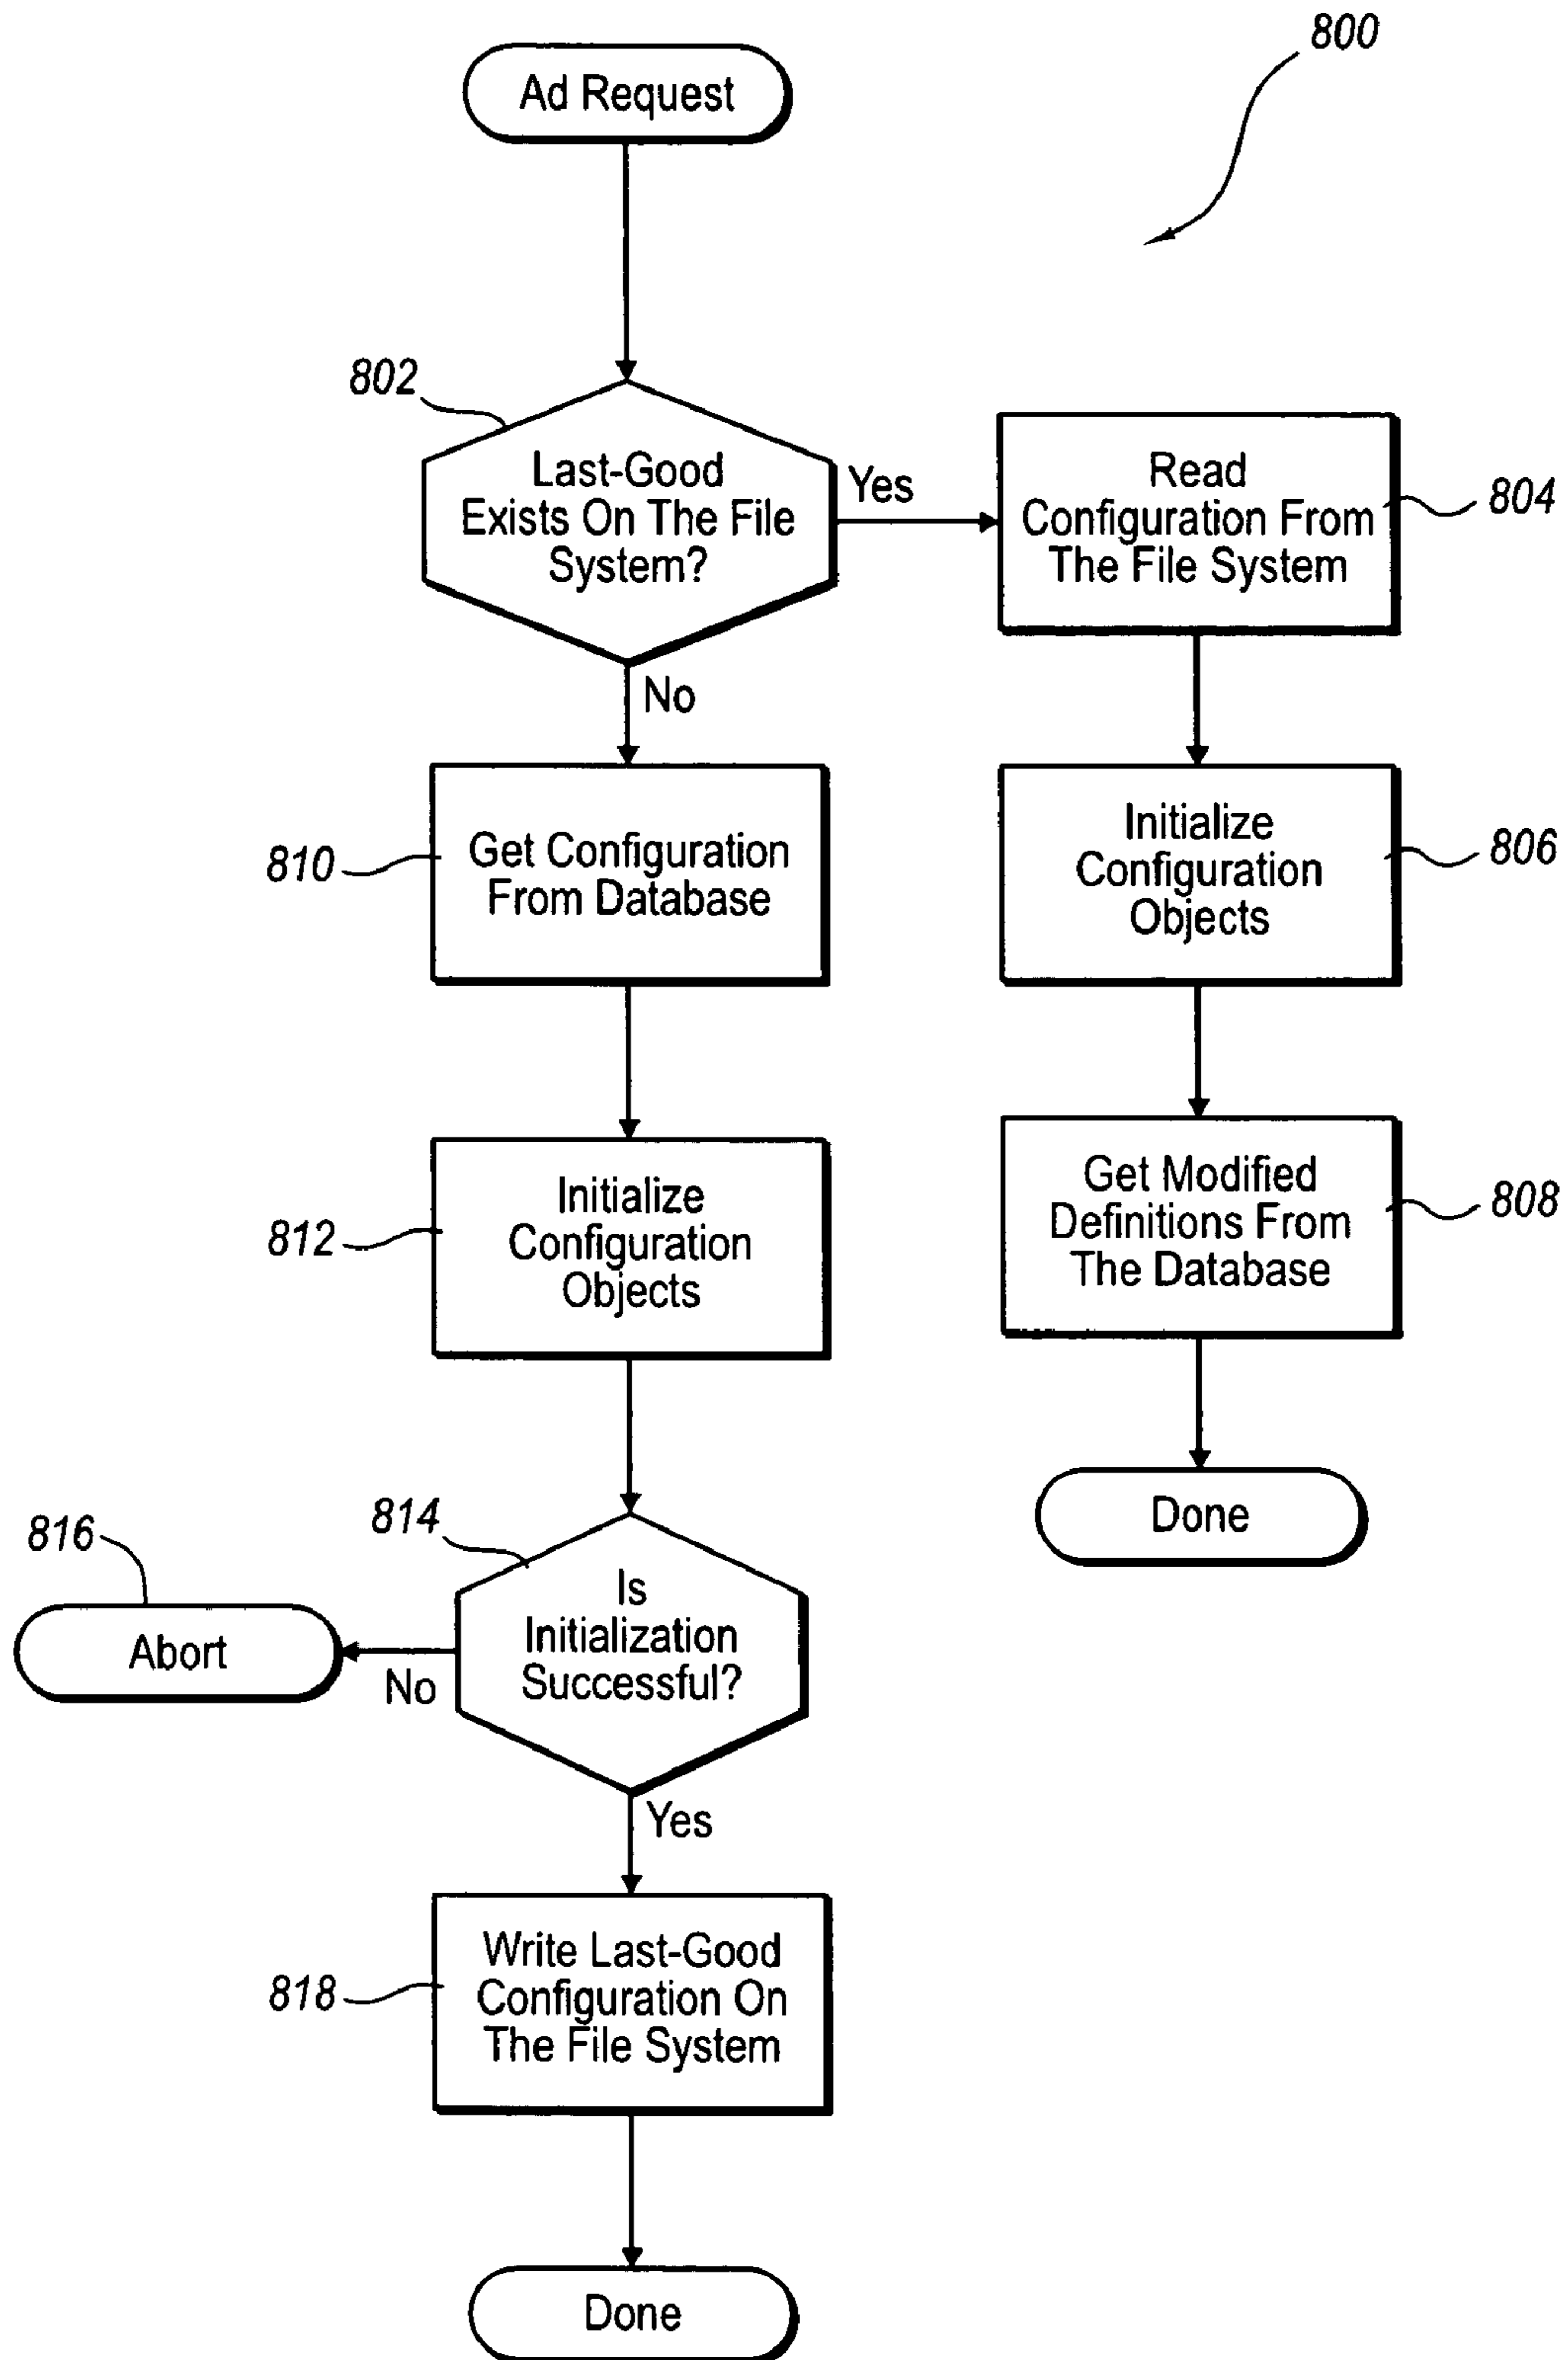 800
Ad Request
802
Last-Good
Exists On The File
System?
Yes
Read
Configuration From
The File System
804
No
810
Get Configuration
From Database
Initialize
Configuration
Objects
806
812
Initialize
Configuration
Objects
Get Modified
Definitions From
The Database
808
Done
814
Is
Initialization
Successful?
816
Abort
No
Yes
818
Write Last-Good
Configuration On
The File System
Done